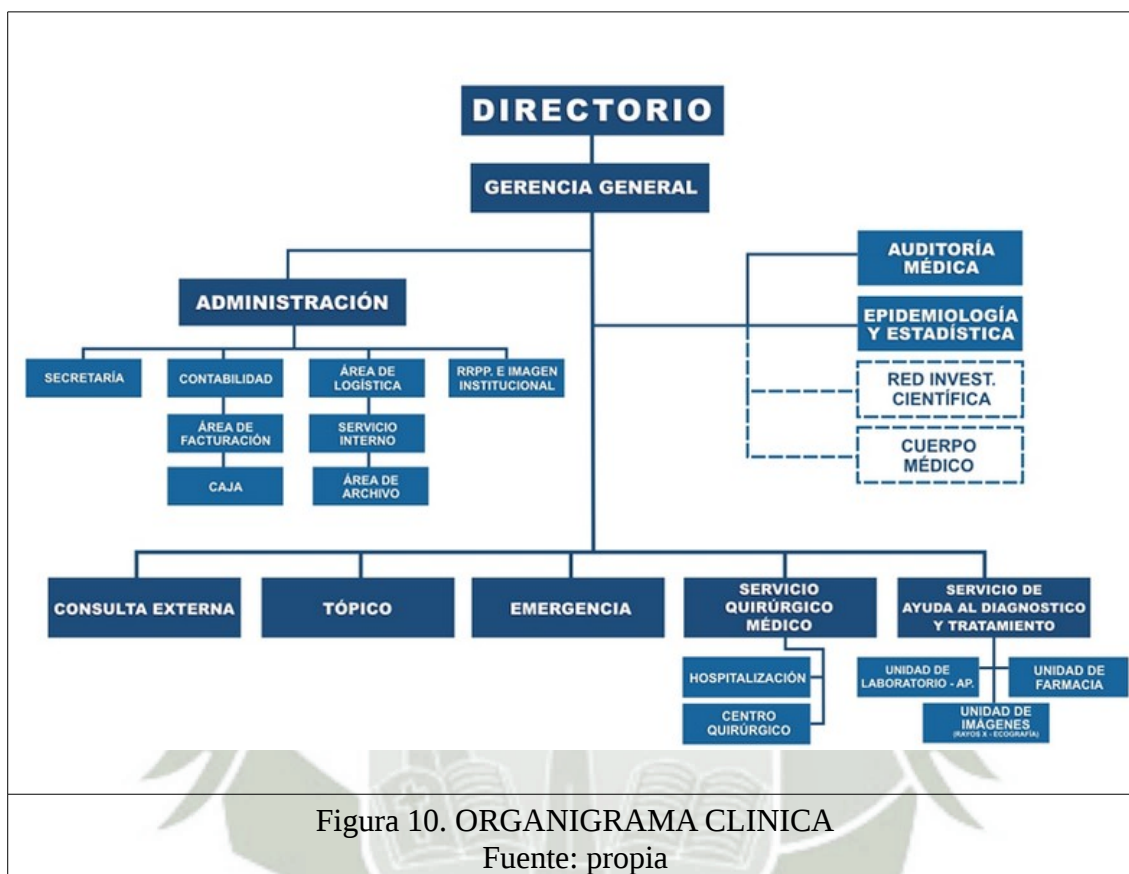 DIRECTORIO
GERENCIA GENERAL
AUDITORÍA
MÉDICA
ADMINISTRACIÓN
EPIDEMIOLOGÍA
Y ESTADÍSTICA
SECRETARÍA
CONTABILIDAD
ÁREA DE
LOGÍSTICA
RRPP. E IMAGEN
INSTITUCIONAL
RED INVEST.
CIENTÍFICA
ÁREA DE
FACTURACIÓN
SERVICIO
INTERNO
CUERPO
MÉDICO
CAJA
ÁREA DE
ARCHIVO
CONSULTA EXTERNA
TÓPICO
EMERGENCIA
SERVICIO
QUIRÚRGICO
MÉDICO
SERVICIO DE
AYUDA AL DIAGNOSTICO
Y TRATAMIENTO
HOSPITALIZACIÓN
CENTRO
QUIRÚRGICO
UNIDAD DE
LABORATORIO - AP.
UNIDAD DE
FARMACIA
UNIDAD DE
IMÁGENES
(RAYOS X - ECOGRAFÍA)
Figura 10. ORGANIGRAMA CLINICA
Fuente: propia